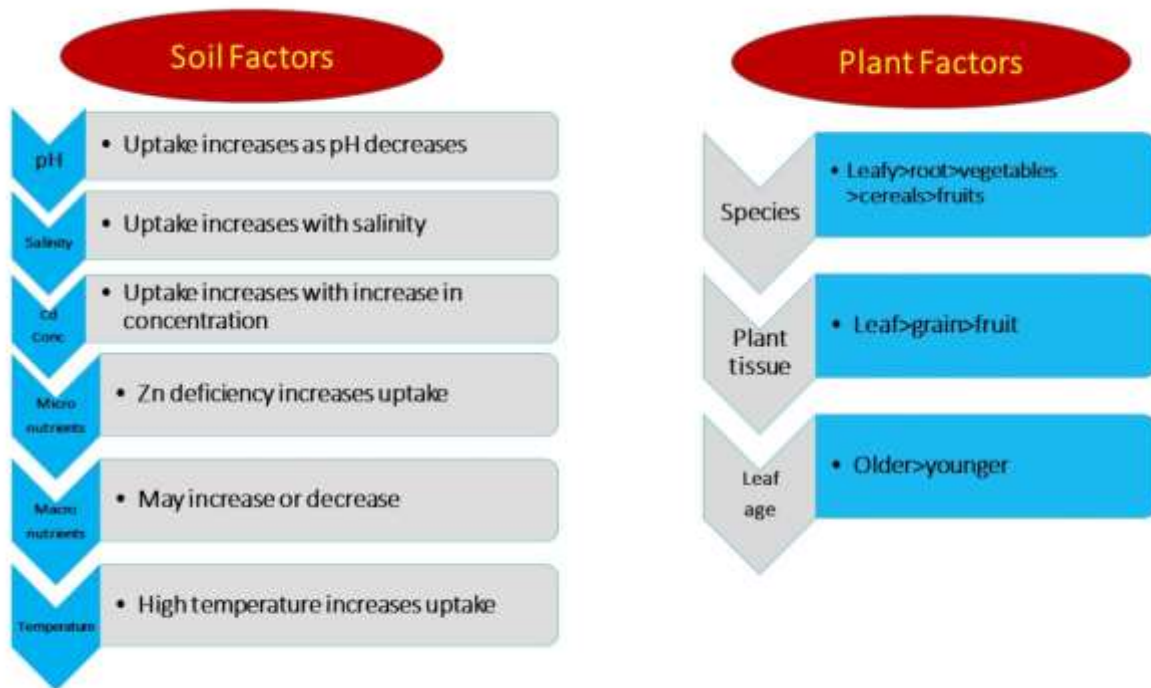 Soil Factors
pH
• Uptake increases as pH decreases
Salinity
• Uptake increases with salinity
Cd
Conc
• Uptake increases with increase in
concentration
Micro
nutrients
• Zn deficiency increases uptake
Macro
nutrients
• May increase or decrease
Temperature
• High temperature increases uptake
Plant Factors
Species
• Leafy>root>vegetables
>cereals>fruits
Plant
tissue
• Leaf>grain>fruit
Leaf
age
• Older>younger